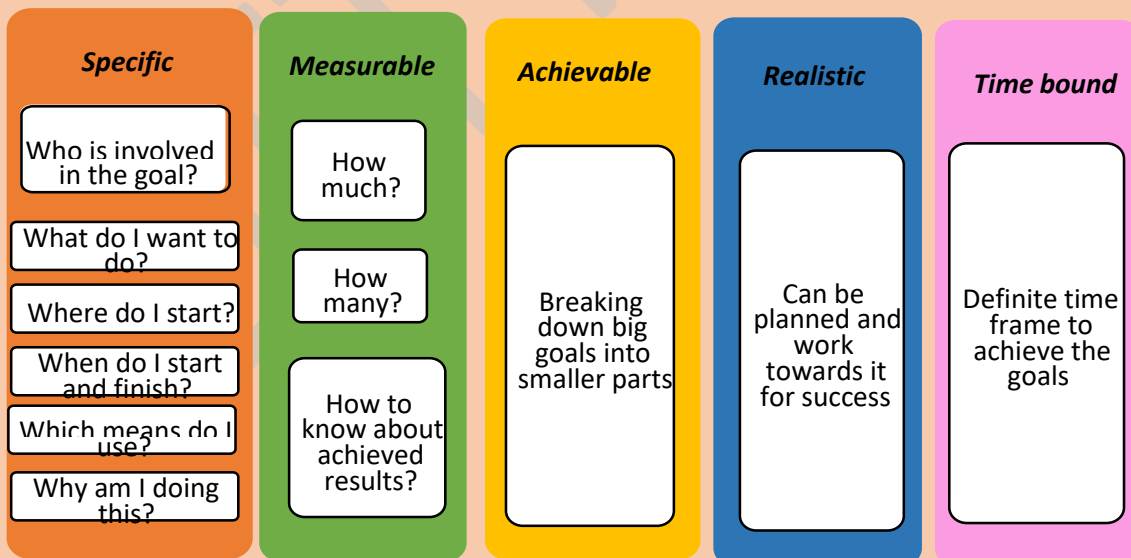 Specific
Who is involved
in the goal?
What do I want to
do?
Where do I start?
When do I start
and finish?
Which means do I
use?
Why am I doing
this?
Measurable
How
much?
How
many?
How to
know about
achieved
results?
Achievable
Breaking
down big
goals into
smaller parts
Realistic
Can be
planned and
work
towards it
for success
Time bound
Definite time
frame to
achieve the
goals